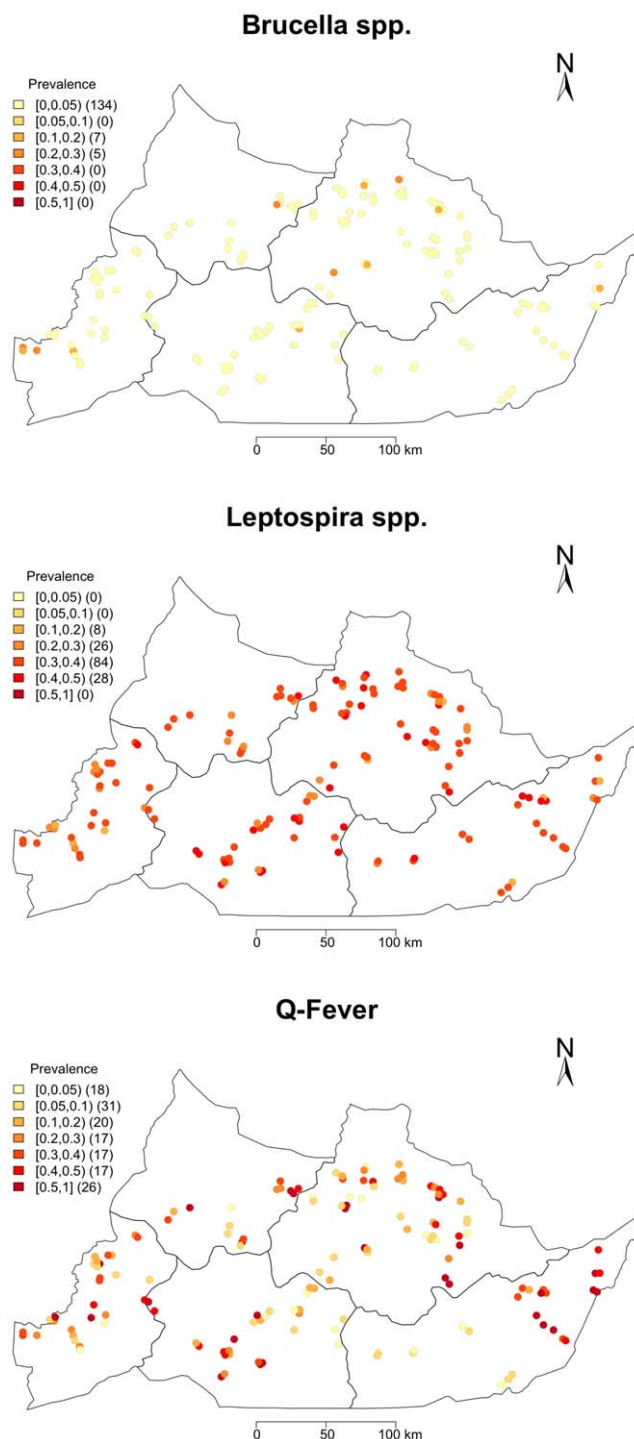 Brucella spp.
N
Prevalence
[0,0.05) (134)
[0.05,0.1) (0)
[0.1,0.2) (7)
[0.2,0.3) (5)
[0.3,0.4) (0)
[0.4,0.5) (0)
[0.5,1] (0)
0 50 100 km
Leptospira spp.
N
Prevalence
[0,0.05) (0)
[0.05,0.1) (0)
[0.1,0.2) (8)
[0.2,0.3) (26)
[0.3,0.4) (84)
[0.4,0.5) (28)
[0.5,1] (0)
0 50 100 km
Q-Fever
N
Prevalence
[0,0.05) (18)
[0.05,0.1) (31)
[0.1,0.2) (20)
[0.2,0.3) (17)
[0.3,0.4) (17)
[0.4,0.5) (17)
[0.5,1] (26)
0 50 100 km